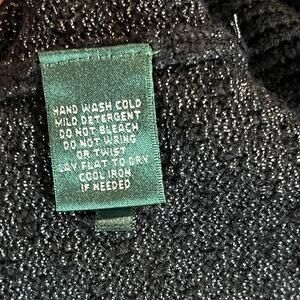 HAND WASH COLD
MILD DETERGENT
DO NOT BLEACH
DO NOT WRING
OR TWIST
LAY FLAT TO DRY
COOL IRON
IF NEEDED